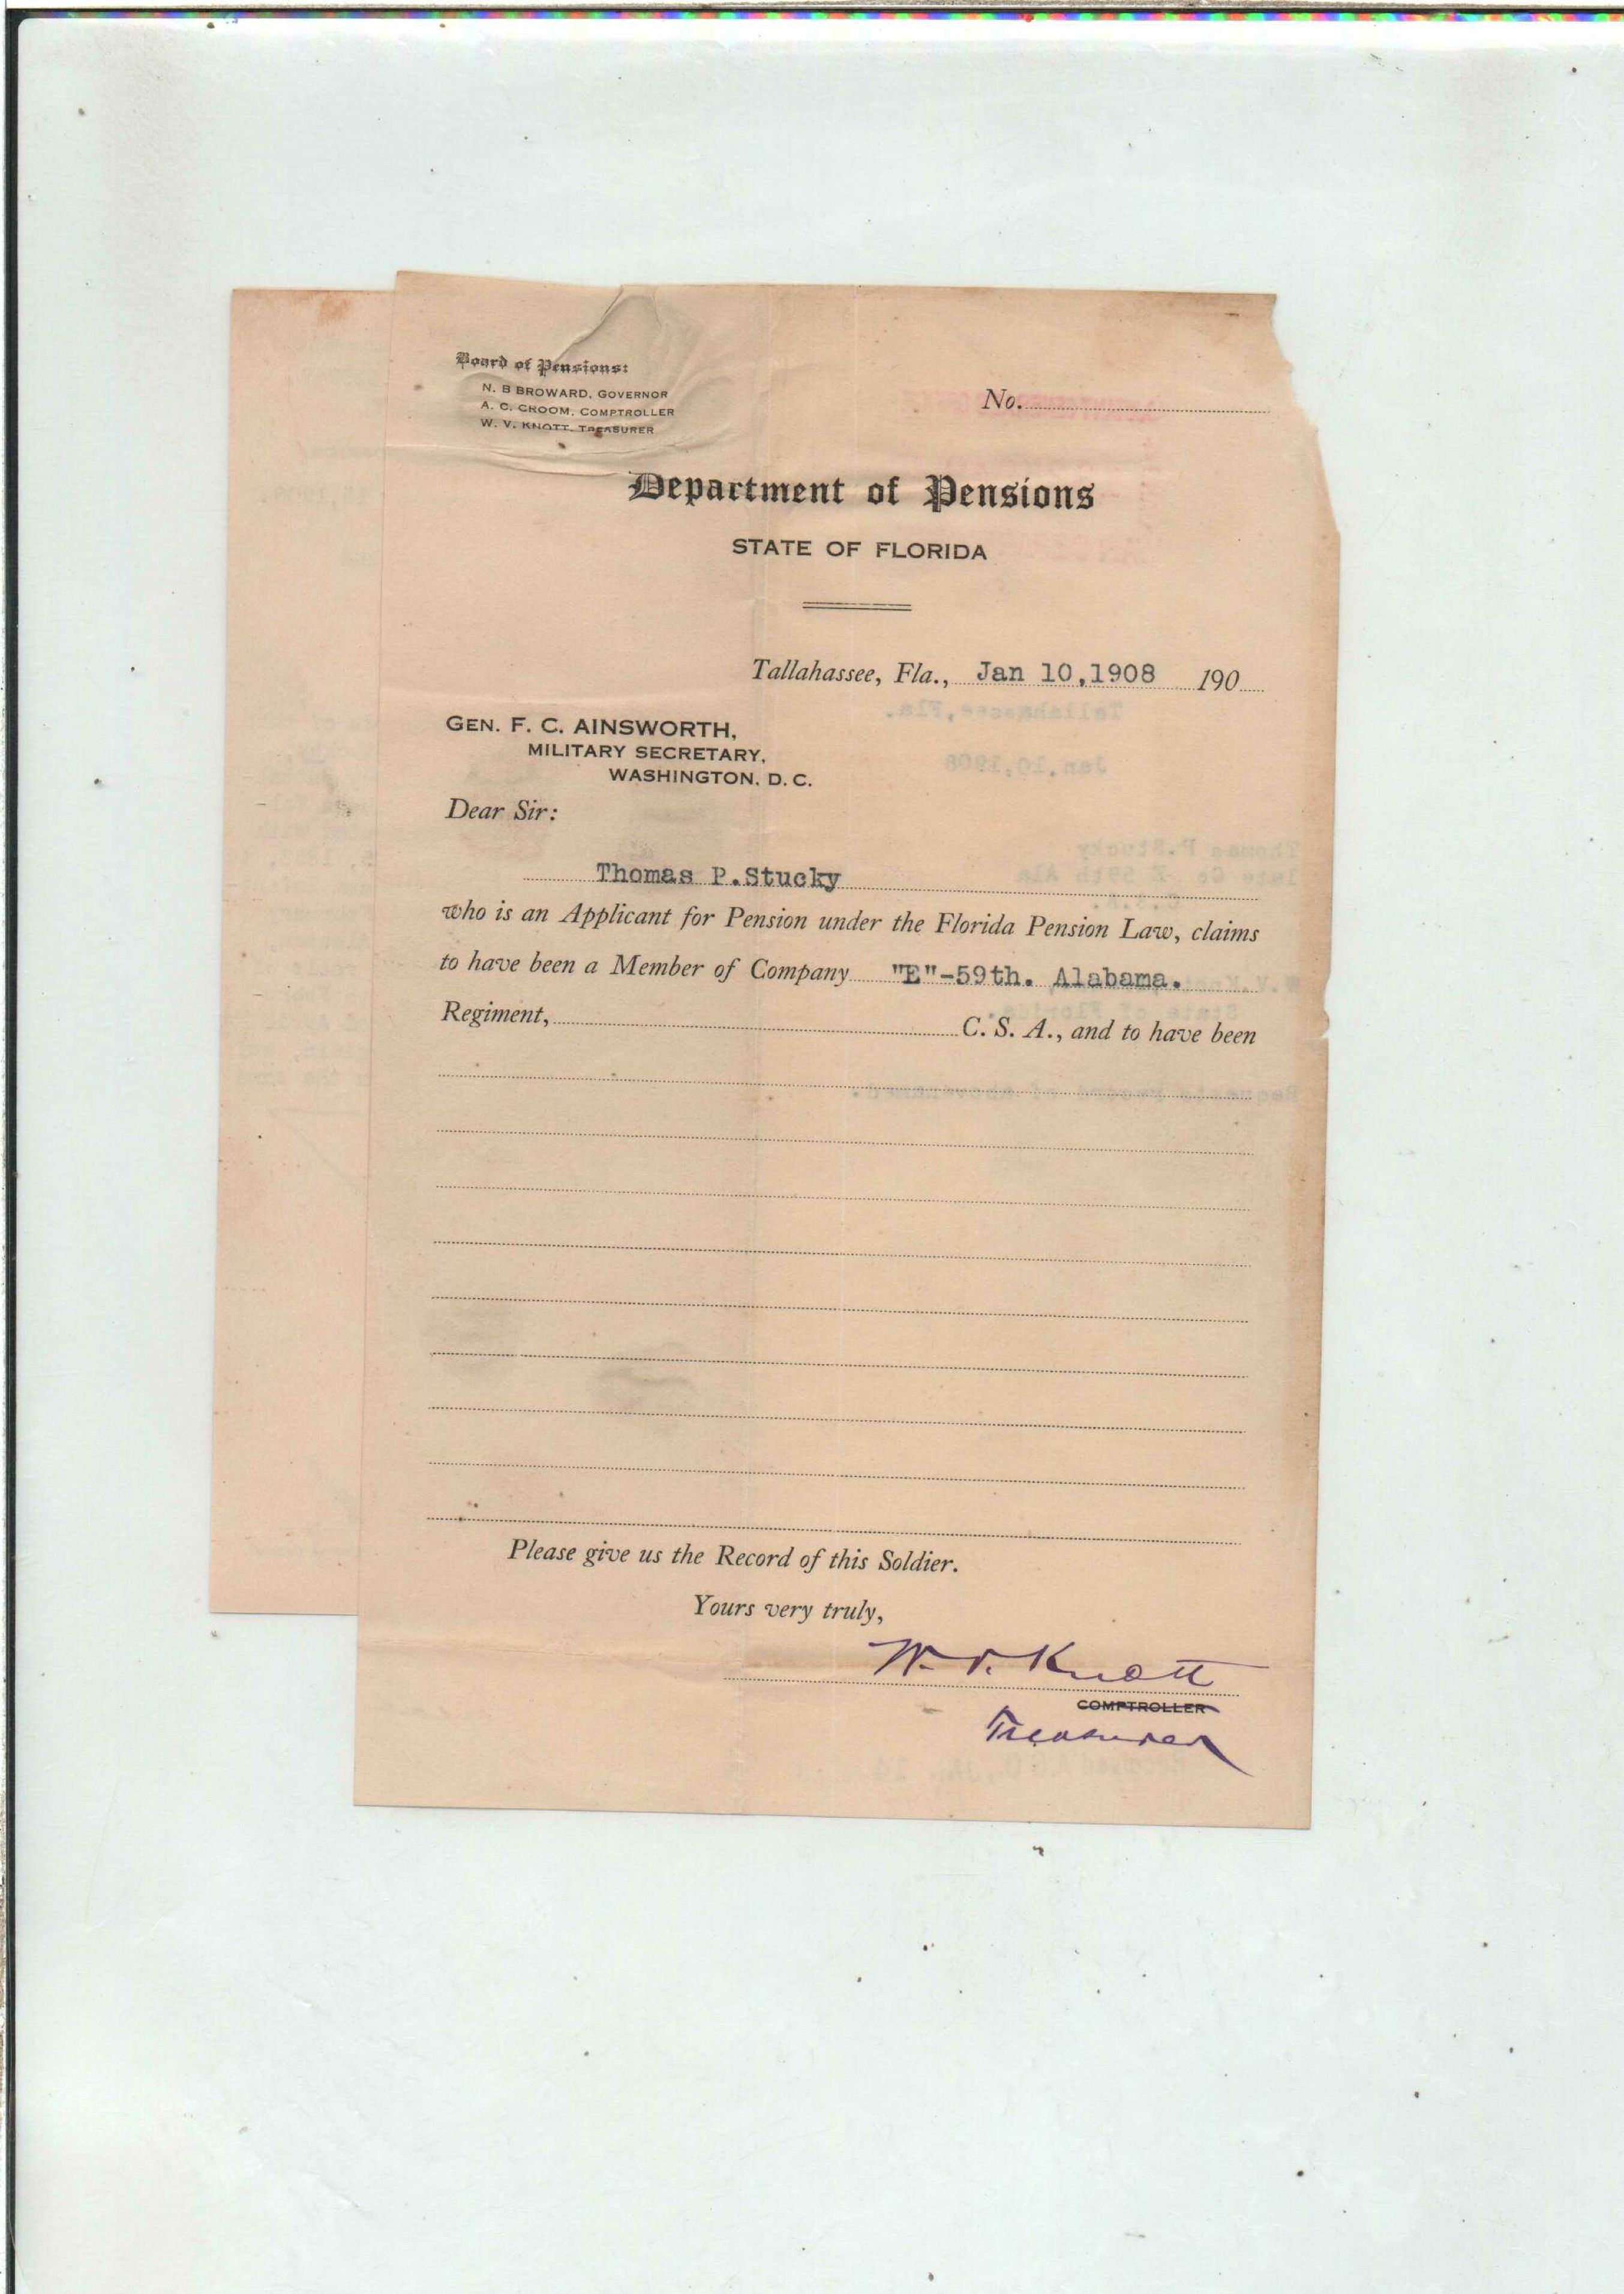 Board of Pensions:
N. B BROWARD, GOVERNOR
A. C. CROOM, COMPTROLLER
W. V. KNOTT, TREASURER
No.
Department of Pensions
STATE OF FLORIDA
Tallahassee, Fla., Jan 10,1908 190
GEN. F. C. AINSWORTH,
MILITARY SECRETARY,
WASHINGTON, D. C.
Dear Sir:
Thomas P.Stucky
who is an Applicant for Pension under the Florida Pension Law, claims
to have been a Member of Company "E"-59th. Alabama.
Regiment, C. S. A., and to have been
Please give us the Record of this Soldier.
Yours very truly,
W. V. Knott
COMPTROLLER
Treasurer